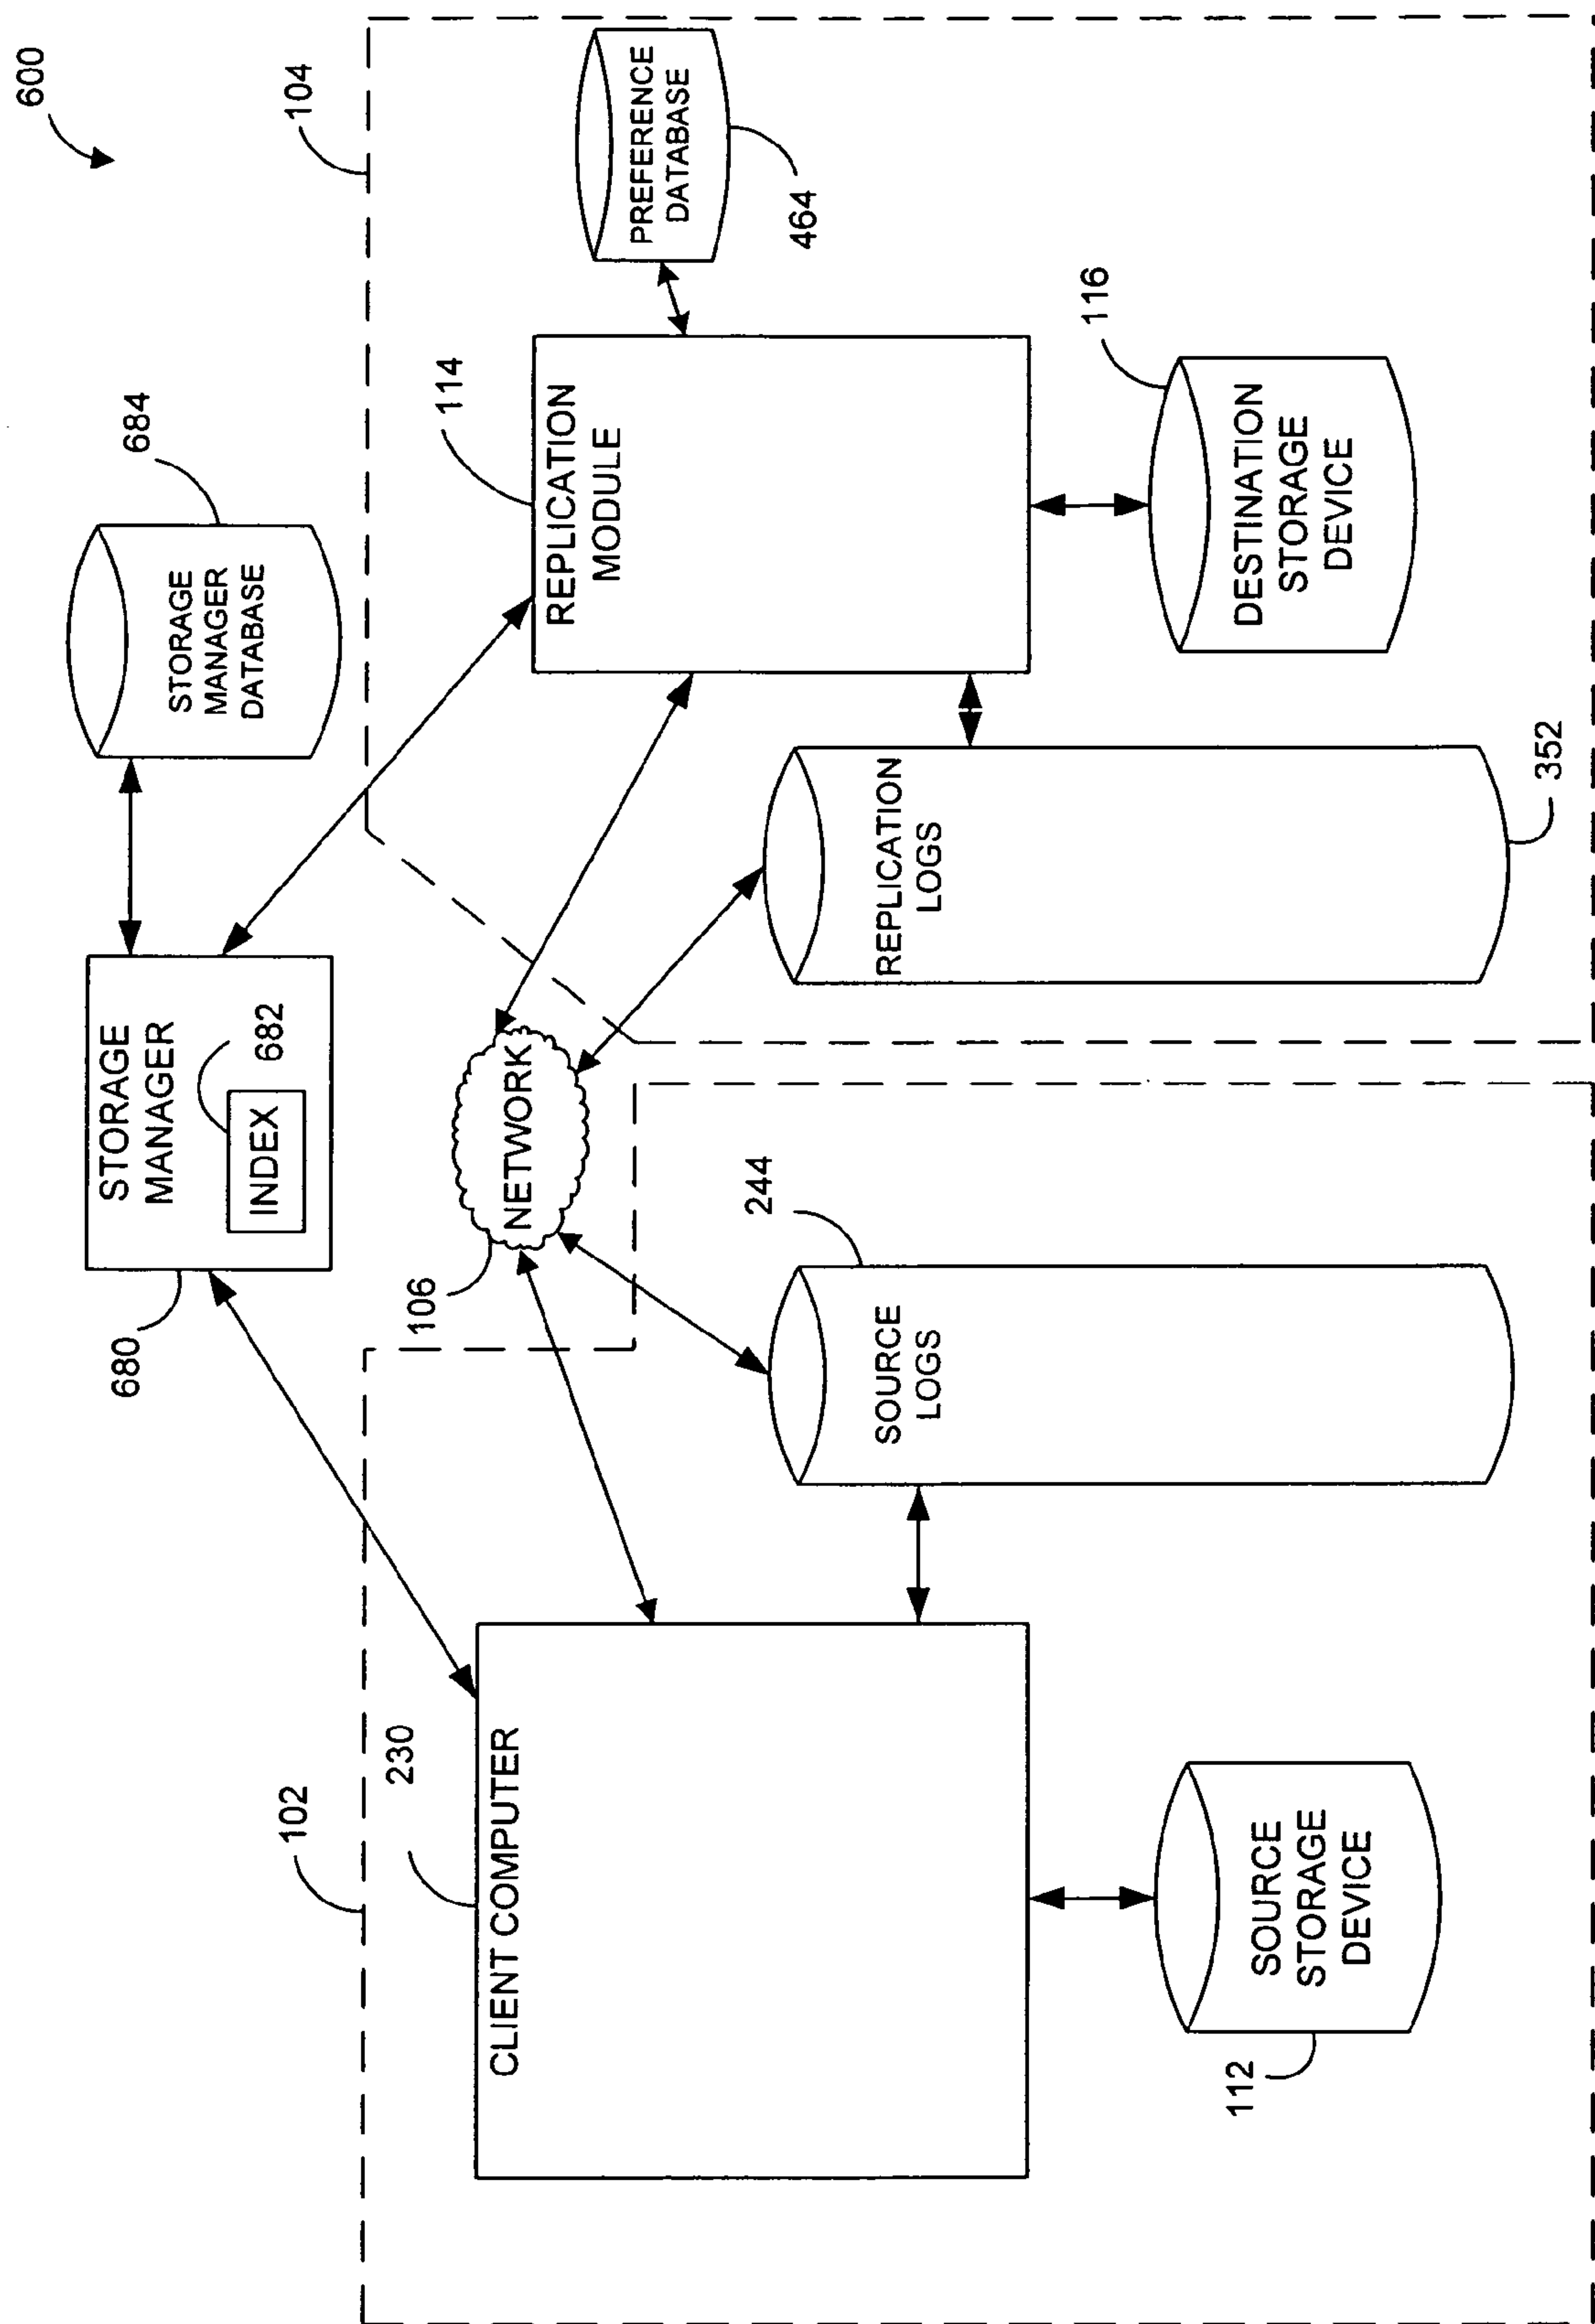 600
680
STORAGE
MANAGER
INDEX
682
STORAGE
MANAGER
DATABASE
684
102
230
CLIENT COMPUTER
106
NETWORK
104
114
REPLICATION
MODULE
PREFERENCE
DATABASE
464
SOURCE
LOGS
244
REPLICATION
LOGS
352
112
SOURCE
STORAGE
DEVICE
DESTINATION
STORAGE
DEVICE
116